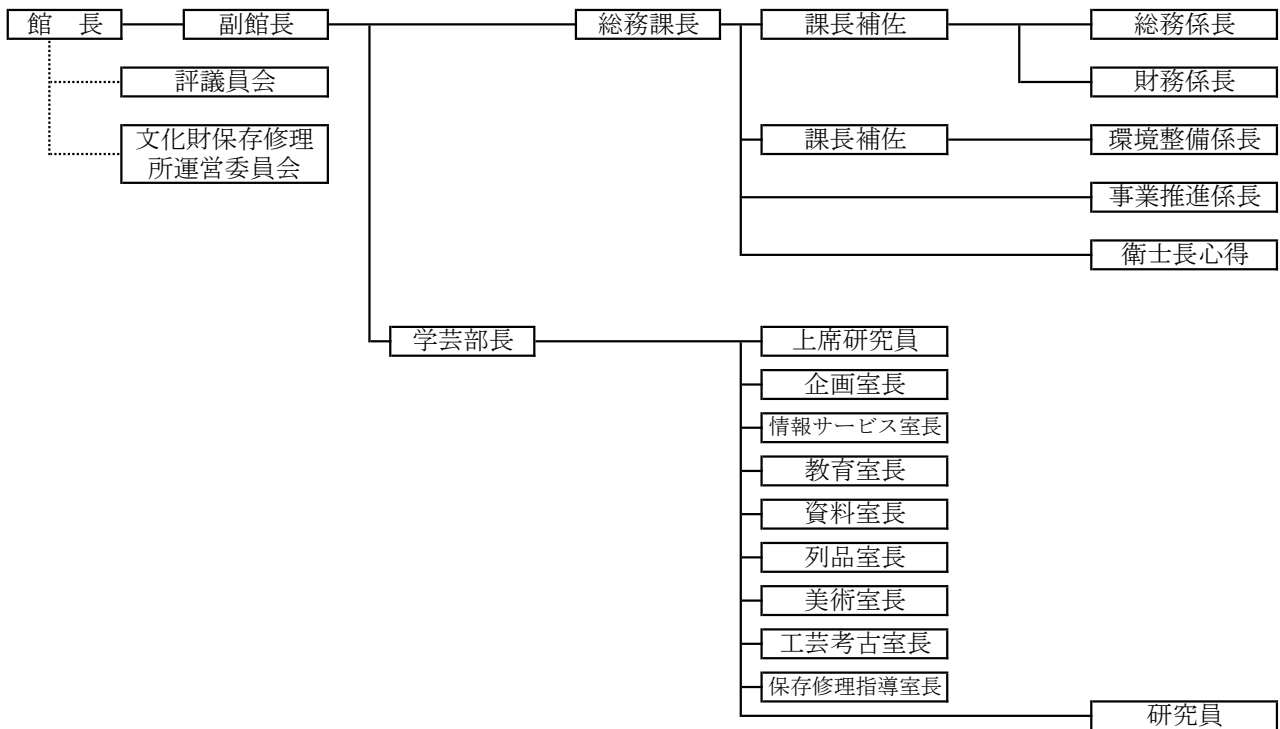 館　長
副館長
総務課長
課長補佐
総務係長
評議員会
財務係長
文化財保存修理
所運営委員会
課長補佐
環境整備係長
事業推進係長
衛士長心得
学芸部長
上席研究員
企画室長
情報サービス室長
教育室長
資料室長
列品室長
美術室長
工芸考古室長
保存修理指導室長
研究員